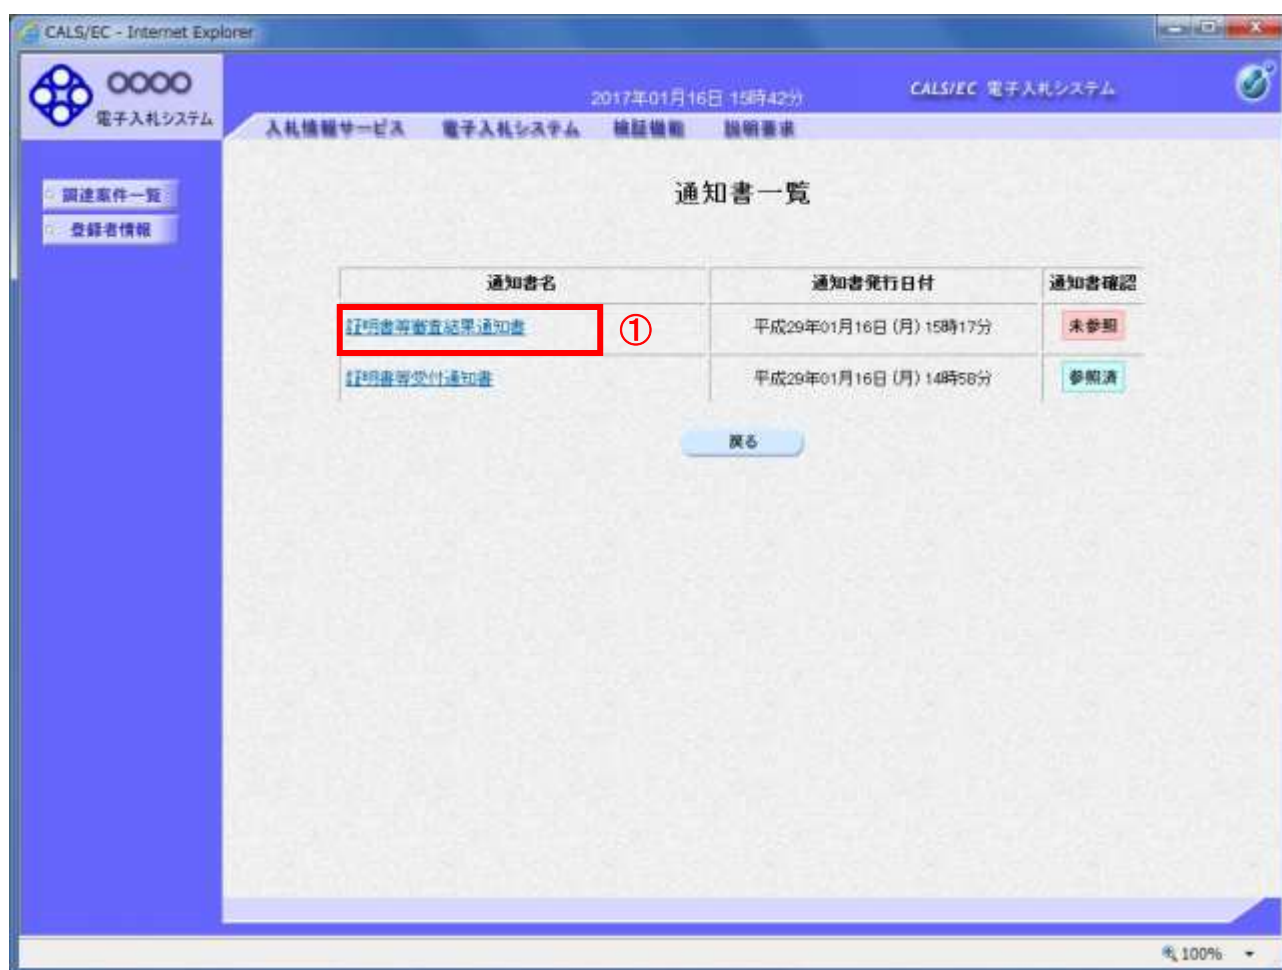 CALS/EC - Internet Explorer
○○○○
電子入札システム
2017年01月16日 15時42分
CALS/EC 電子入札システム
入札情報サービス 電子入札システム 検証機能 説明要求
調達案件一覧
登録者情報
通知書一覧
通知書名 通知書発行日付 通知書確認
証明書等審査結果通知書 ① 平成29年01月16日 (月) 15時17分 未参照
証明書等受付通知書 平成29年01月16日 (月) 14時58分 参照済
戻る
100%